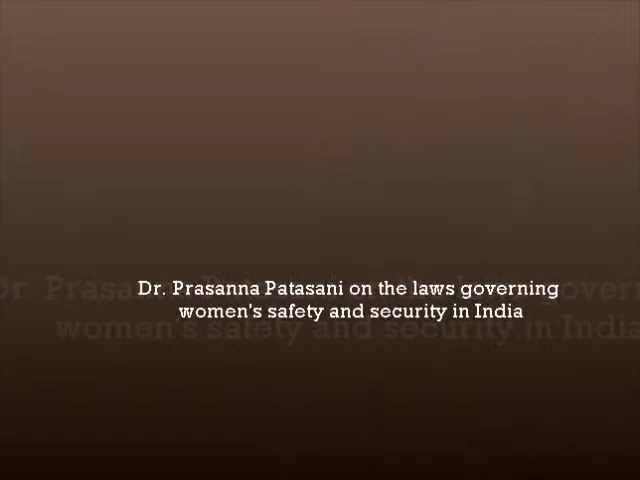 Dr. Prasanna Patasani on the laws governing
women's safety and security in India